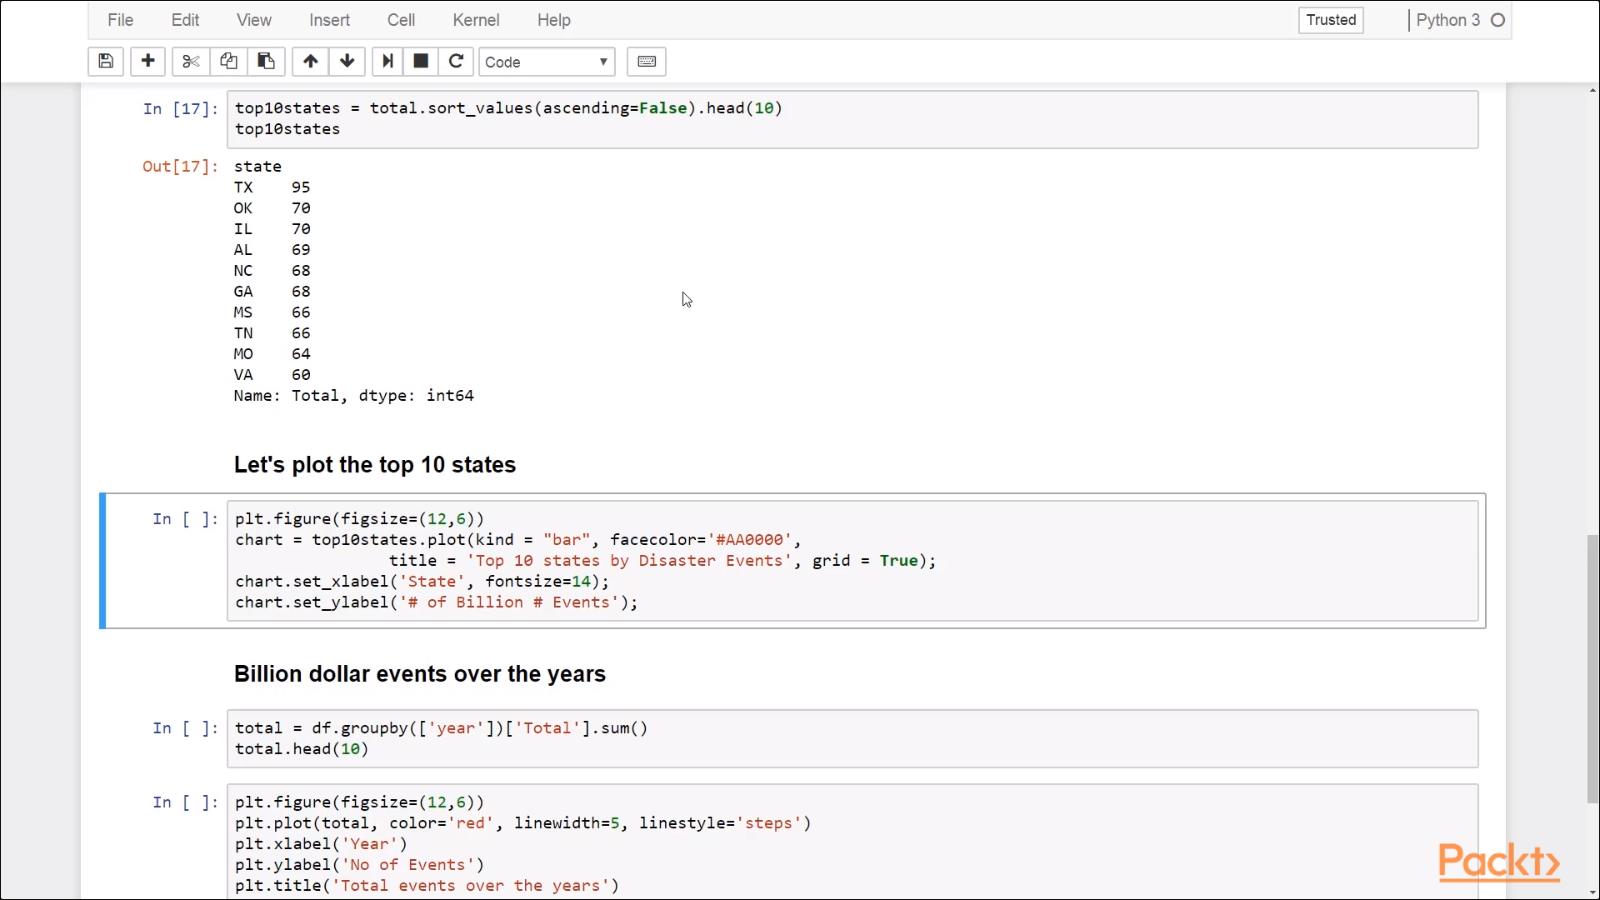 File Edit View Insert Cell Kernel Help Trusted Python 3
Code
In [17]: top10states = total.sort_values(ascending=False).head(10)
top10states
Out[17]: state
TX 95
OK 70
IL 70
AL 69
NC 68
GA 68
MS 66
TN 66
MO 64
VA 60
Name: Total, dtype: int64
Let's plot the top 10 states
In [ ]: plt.figure(figsize=(12,6))
chart = top10states.plot(kind = "bar", facecolor='#AA0000',
title = 'Top 10 states by Disaster Events', grid = True);
chart.set_xlabel('State', fontsize=14);
chart.set_ylabel('# of Billion # Events');
Billion dollar events over the years
In [ ]: total = df.groupby(['year'])['Total'].sum()
total.head(10)
In [ ]: plt.figure(figsize=(12,6))
plt.plot(total, color='red', linewidth=5, linestyle='steps')
plt.xlabel('Year')
plt.ylabel('No of Events')
plt.title('Total events over the years')
Packt>